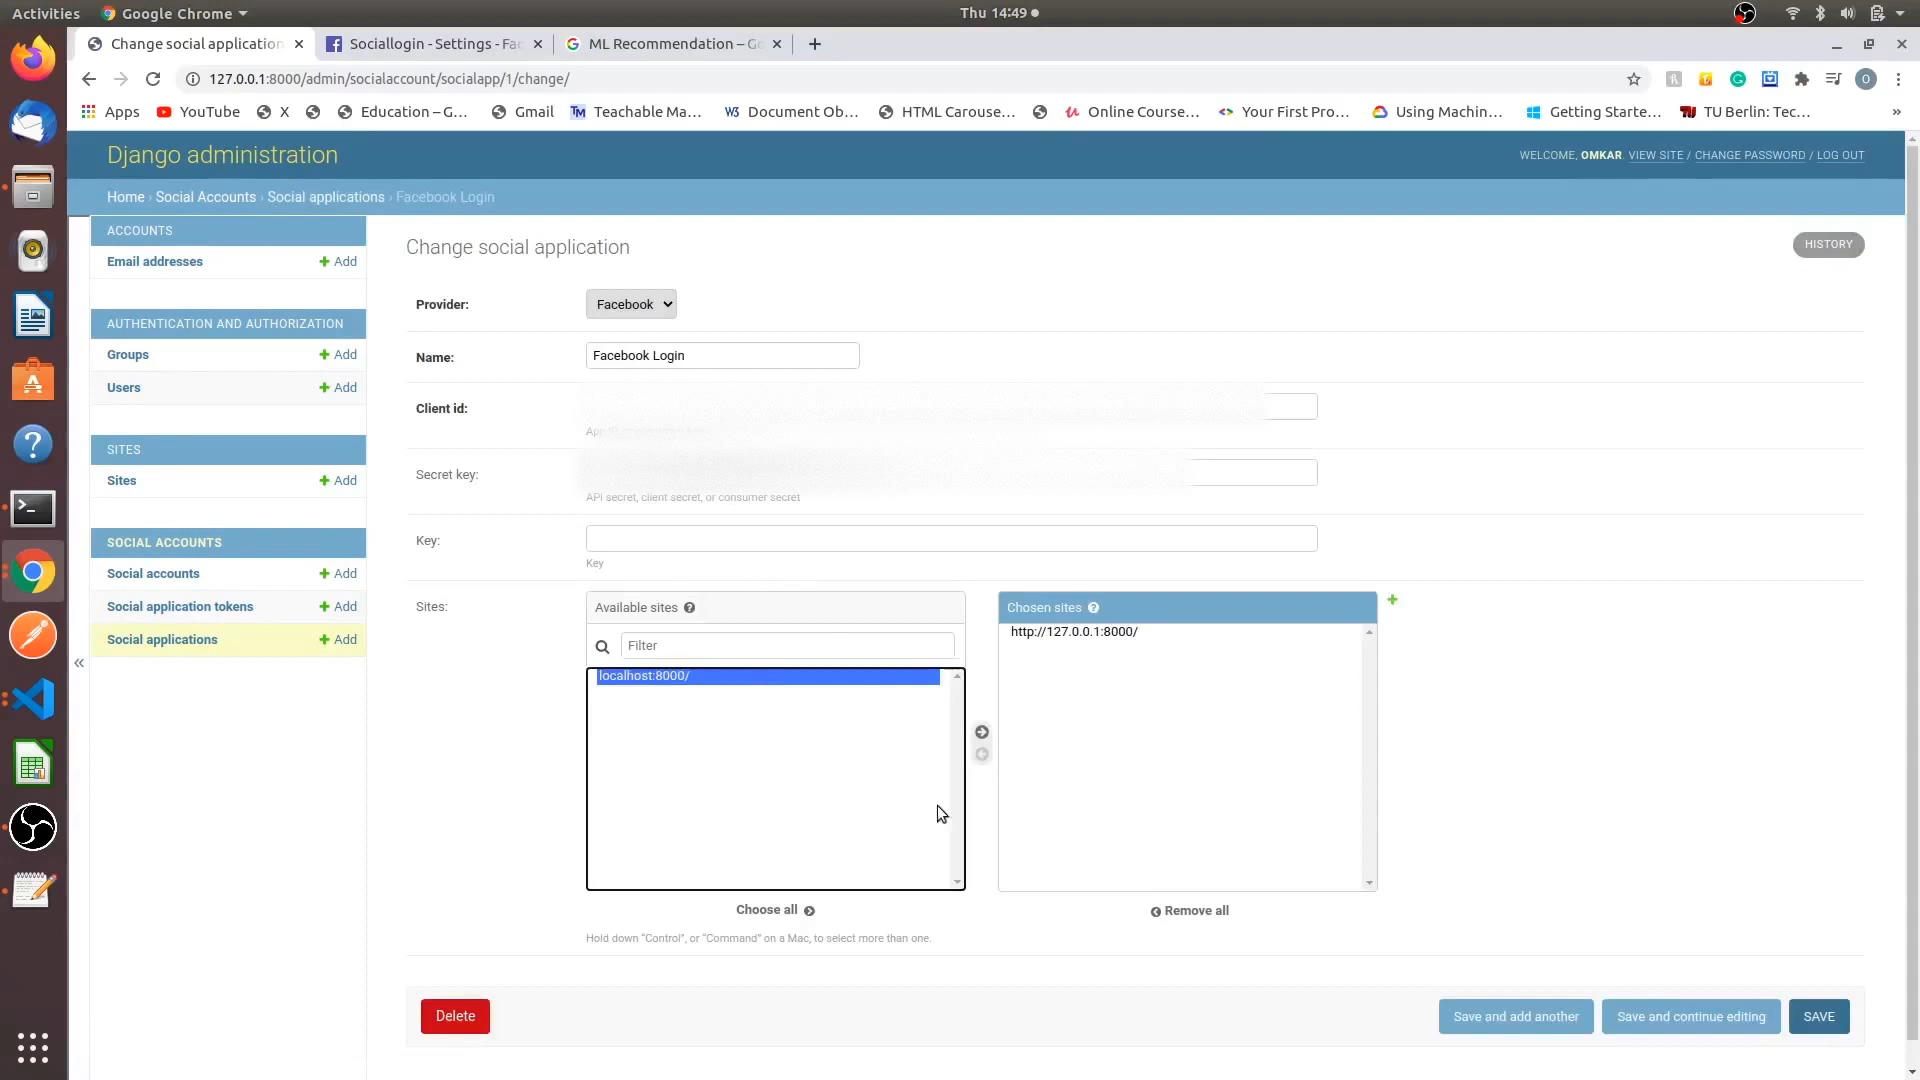 Activities Google Chrome Thu 14:49
Change social application Sociallogin - Settings - Fac ML Recommendation – Go
127.0.0.1:8000/admin/socialaccount/socialapp/1/change/
Apps YouTube X Education – G... Gmail TM Teachable Ma... W3 Document Ob... HTML Carouse... Online Course... Your First Pro... Using Machin... Getting Starte... TU Berlin: Tec... »
Django administration WELCOME, OMKAR. VIEW SITE / CHANGE PASSWORD / LOG OUT
Home › Social Accounts › Social applications › Facebook Login
ACCOUNTS
Email addresses Add
AUTHENTICATION AND AUTHORIZATION
Groups Add
Users Add
SITES
Sites Add
SOCIAL ACCOUNTS
Social accounts Add
Social application tokens Add
Social applications Add
«
Change social application HISTORY
Provider: Facebook
Name: Facebook Login
Client id:
Secret key:
API secret, client secret, or consumer secret
Key:
Key
Sites: Available sites Chosen sites
Filter http://127.0.0.1:8000/
localhost:8000/
Choose all Remove all
Hold down “Control”, or “Command” on a Mac, to select more than one.
Delete Save and add another Save and continue editing SAVE